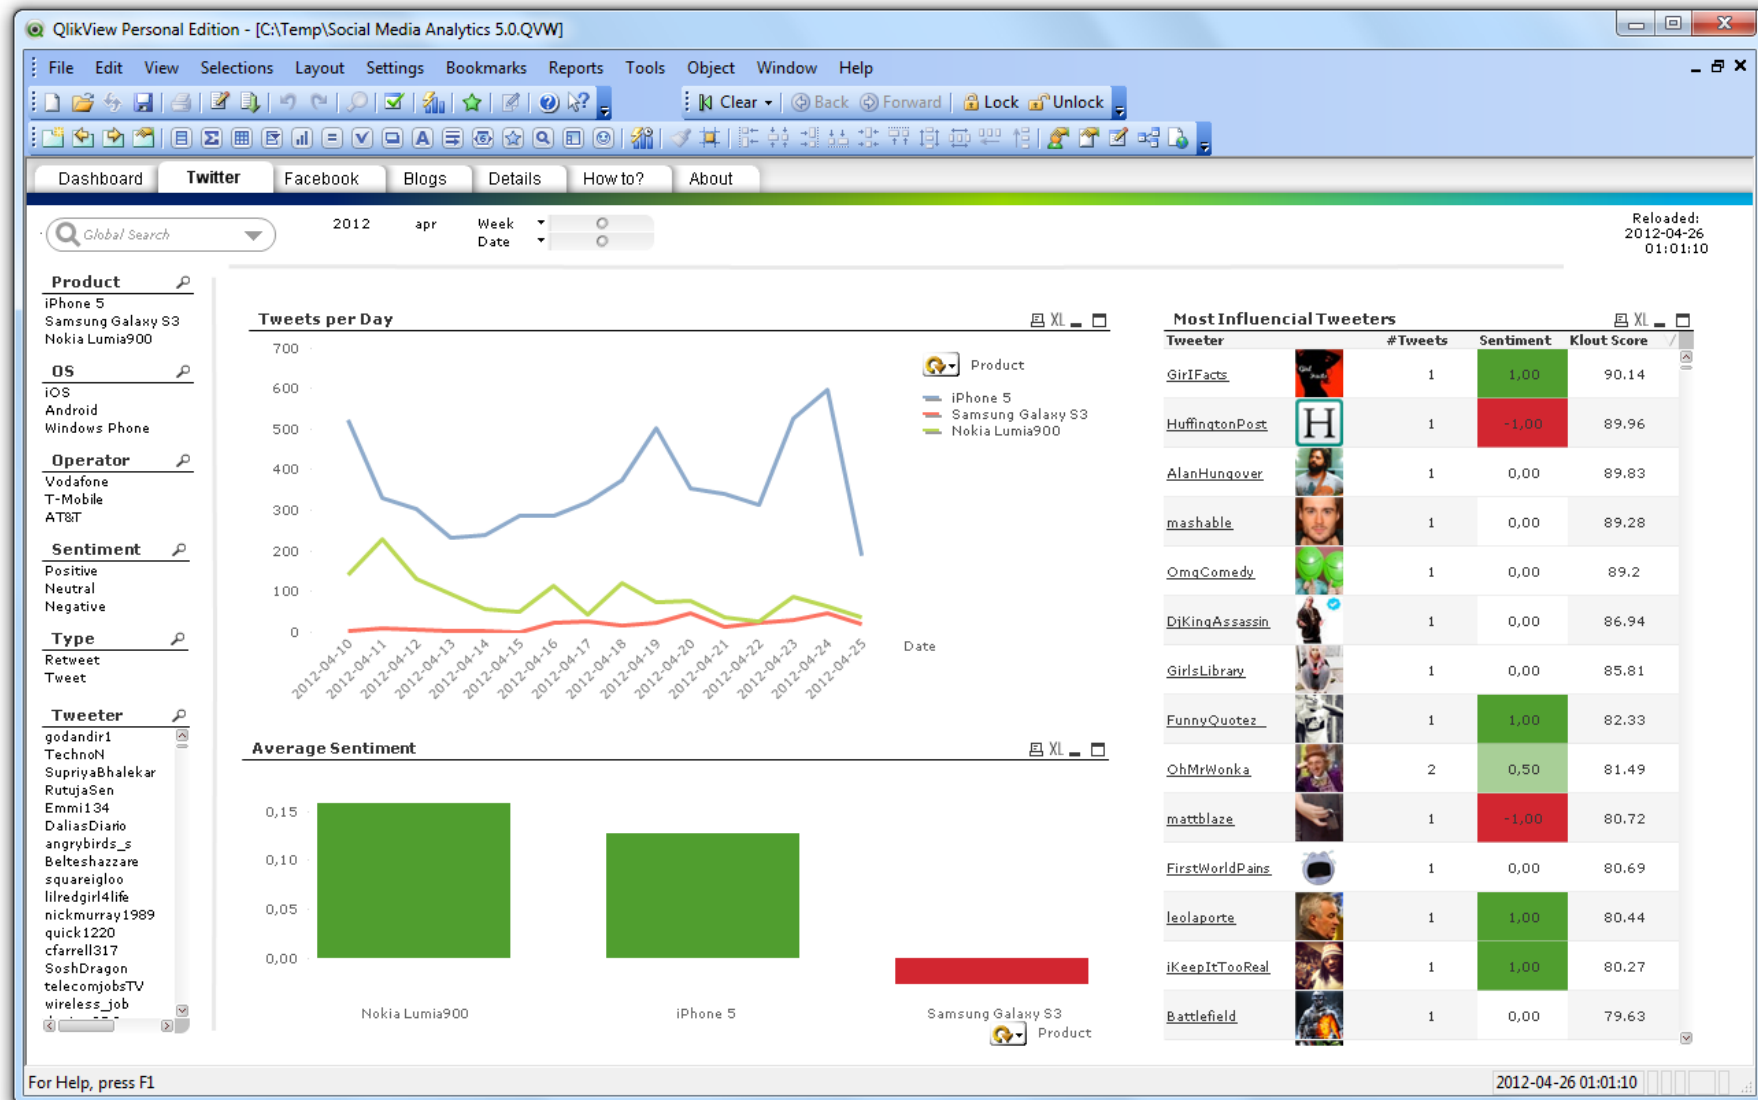 QlikView Personal Edition - [C:\Temp\Social Media Analytics 5.0.QVW]
File Edit View Selections Layout Settings Bookmarks Reports Tools Object Window Help
Clear Back Forward Lock Unlock
Dashboard Twitter Facebook Blogs Details How to? About
Global Search
2012 apr Week
Date
Reloaded:
2012-04-26
01:01:10
Product
iPhone 5
Samsung Galaxy S3
Nokia Lumia900
OS
iOS
Android
Windows Phone
Operator
Vodafone
T-Mobile
AT&T
Sentiment
Positive
Neutral
Negative
Type
Retweet
Tweet
Tweeter
godandir1
TechnoN
SupriyaBhalekar
RutujaSen
Emmi134
DaliasDiario
angrybirds_s
Belteshazzare
squareigloo
lilredgirl4life
nickmurray1989
quick1220
cfarrell317
SoshDragon
telecomjobsTV
wireless_job
Tweets per Day
XL
700
600
500
400
300
200
100
0
2012-04-10
2012-04-11
2012-04-12
2012-04-13
2012-04-14
2012-04-15
2012-04-16
2012-04-17
2012-04-18
2012-04-19
2012-04-20
2012-04-21
2012-04-22
2012-04-23
2012-04-24
2012-04-25
Date
Product
iPhone 5
Samsung Galaxy S3
Nokia Lumia900
Average Sentiment
XL
0,15
0,10
0,05
0,00
Nokia Lumia900 iPhone 5 Samsung Galaxy S3
Product
Most Influencial Tweeters
XL
Tweeter #Tweets Sentiment Klout Score
GirlFacts 1 1,00 90.14
HuffingtonPost 1 -1,00 89.96
AlanHungover 1 0,00 89.83
mashable 1 0,00 89.28
OmgComedy 1 0,00 89.2
DjKingAssassin 1 0,00 86.94
GirlsLibrary 1 0,00 85.81
FunnyQuotez_ 1 1,00 82.33
OhMrWonka 2 0,50 81.49
mattblaze 1 -1,00 80.72
FirstWorldPains 1 0,00 80.69
leolaporte 1 1,00 80.44
iKeepItTooReal 1 1,00 80.27
Battlefield 1 0,00 79.63
For Help, press F1
2012-04-26 01:01:10